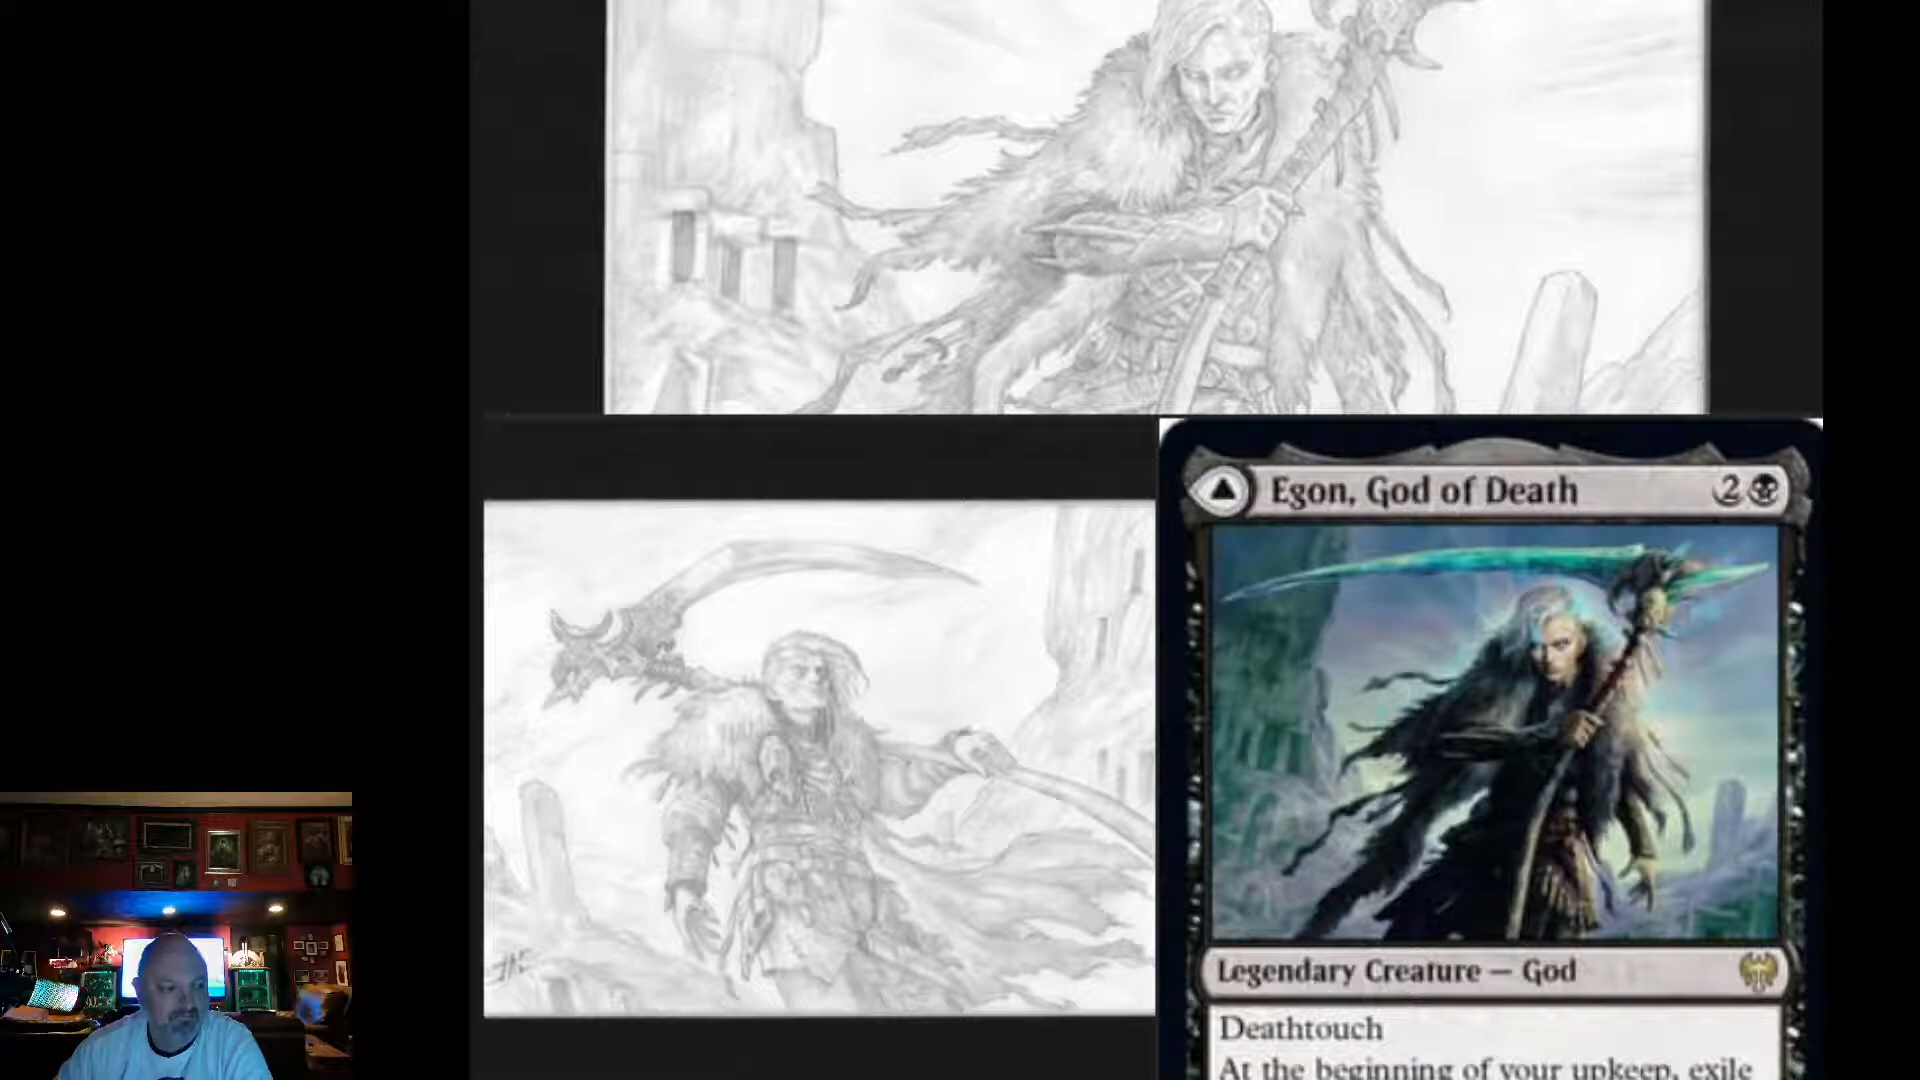 Egon, God of Death 2
Legendary Creature — God
Deathtouch
At the beginning of your upkeep, exile